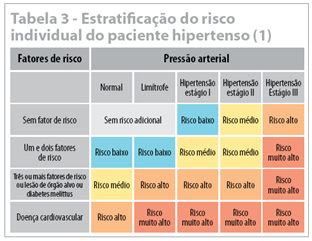 Tabela 3 - Estratificação do risco
individual do paciente hipertenso (1)
Fatores de risco
Pressão arterial
Normal
Limítrofe
Hipertensão
estágio I
Hipertensão
estágio II
Hipertensão
Estágio III
Sem fator de risco
Sem risco adicional
Risco baixo
Risco médio
Risco alto
Um e dois fatores
de risco
Risco baixo
Risco baixo
Risco médio
Risco médio
Risco
muito alto
Três ou mais fatores de risco
ou lesão de órgão alvo ou
diabetes melittus
Risco médio
Risco alto
Risco alto
Risco alto
Risco
muito alto
Doença cardiovascular
Risco alto
Risco
muito alto
Risco
muito alto
Risco
muito alto
Risco
muito alto